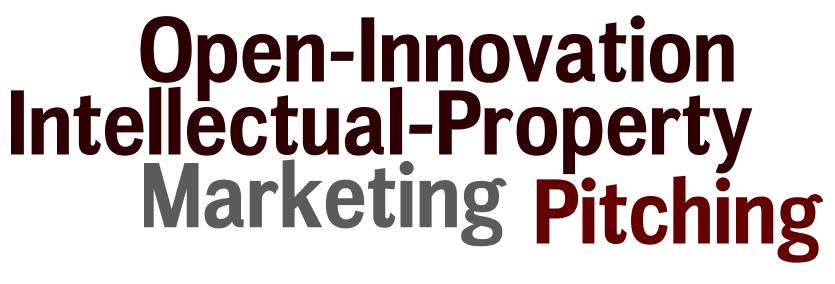 Open-Innovation
Intellectual-Property
Marketing Pitching